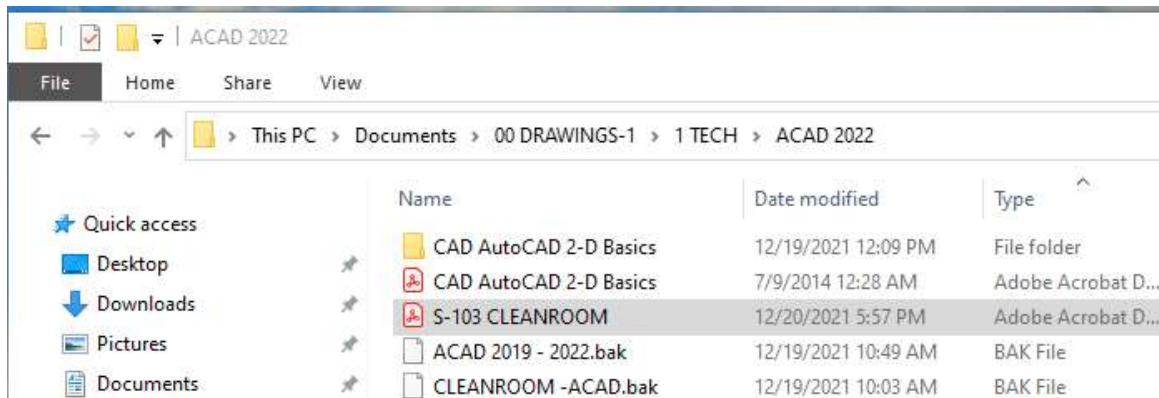 ACAD 2022
File Home Share View
This PC > Documents > 00 DRAWINGS-1 > 1 TECH > ACAD 2022
Name Date modified Type
Quick access
CAD AutoCAD 2-D Basics 12/19/2021 12:09 PM File folder
Desktop
CAD AutoCAD 2-D Basics 7/9/2014 12:28 AM Adobe Acrobat D...
Downloads
S-103 CLEANROOM 12/20/2021 5:57 PM Adobe Acrobat D...
Pictures
ACAD 2019 - 2022.bak 12/19/2021 10:49 AM BAK File
Documents
CLEANROOM -ACAD.bak 12/19/2021 10:03 AM BAK File